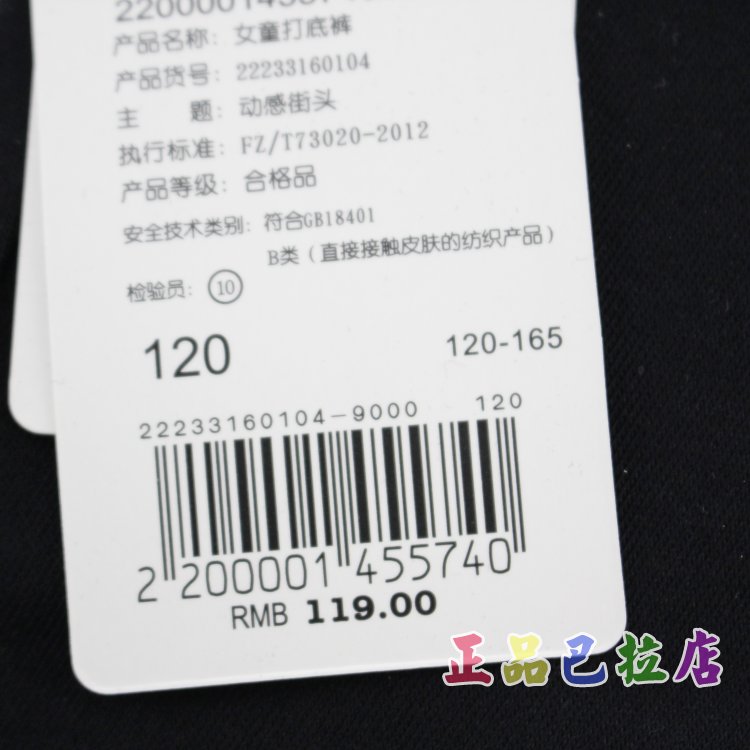 产品名称: 女童打底裤
产品货号: 22233160104
主 题: 动感街头
执行标准: FZ/T73020-2012
产品等级: 合格品
安全技术类别: 符合GB18401
B类 (直接接触皮肤的纺织产品)
检验员: 10
120 120-165
22233160104-9000 120
2 200001 455740
RMB 119.00
正品巴拉店